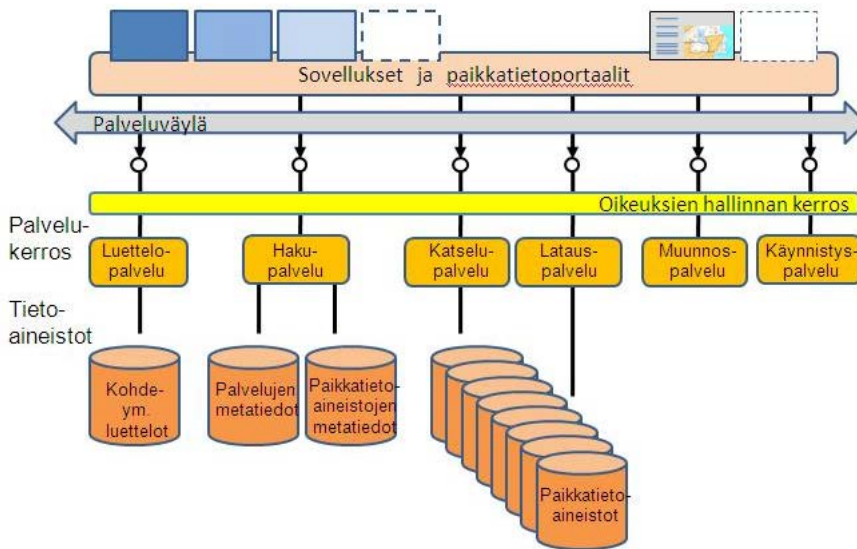 Sovellukset ja paikkatietoportaalit
Palveluväylä
Oikeuksien hallinnan kerros
Palvelu-
kerros
Luettelo-
palvelu
Haku-
palvelu
Katselu-
palvelu
Lataus-
palvelu
Muunnos-
palvelu
Käynnistys-
palvelu
Tieto-
aineistot
Kohde-
ym.
luettelot
Palvelujen
metatiedot
Paikkatieto-
aineistojen
metatiedot
Paikkatieto-
aineistot